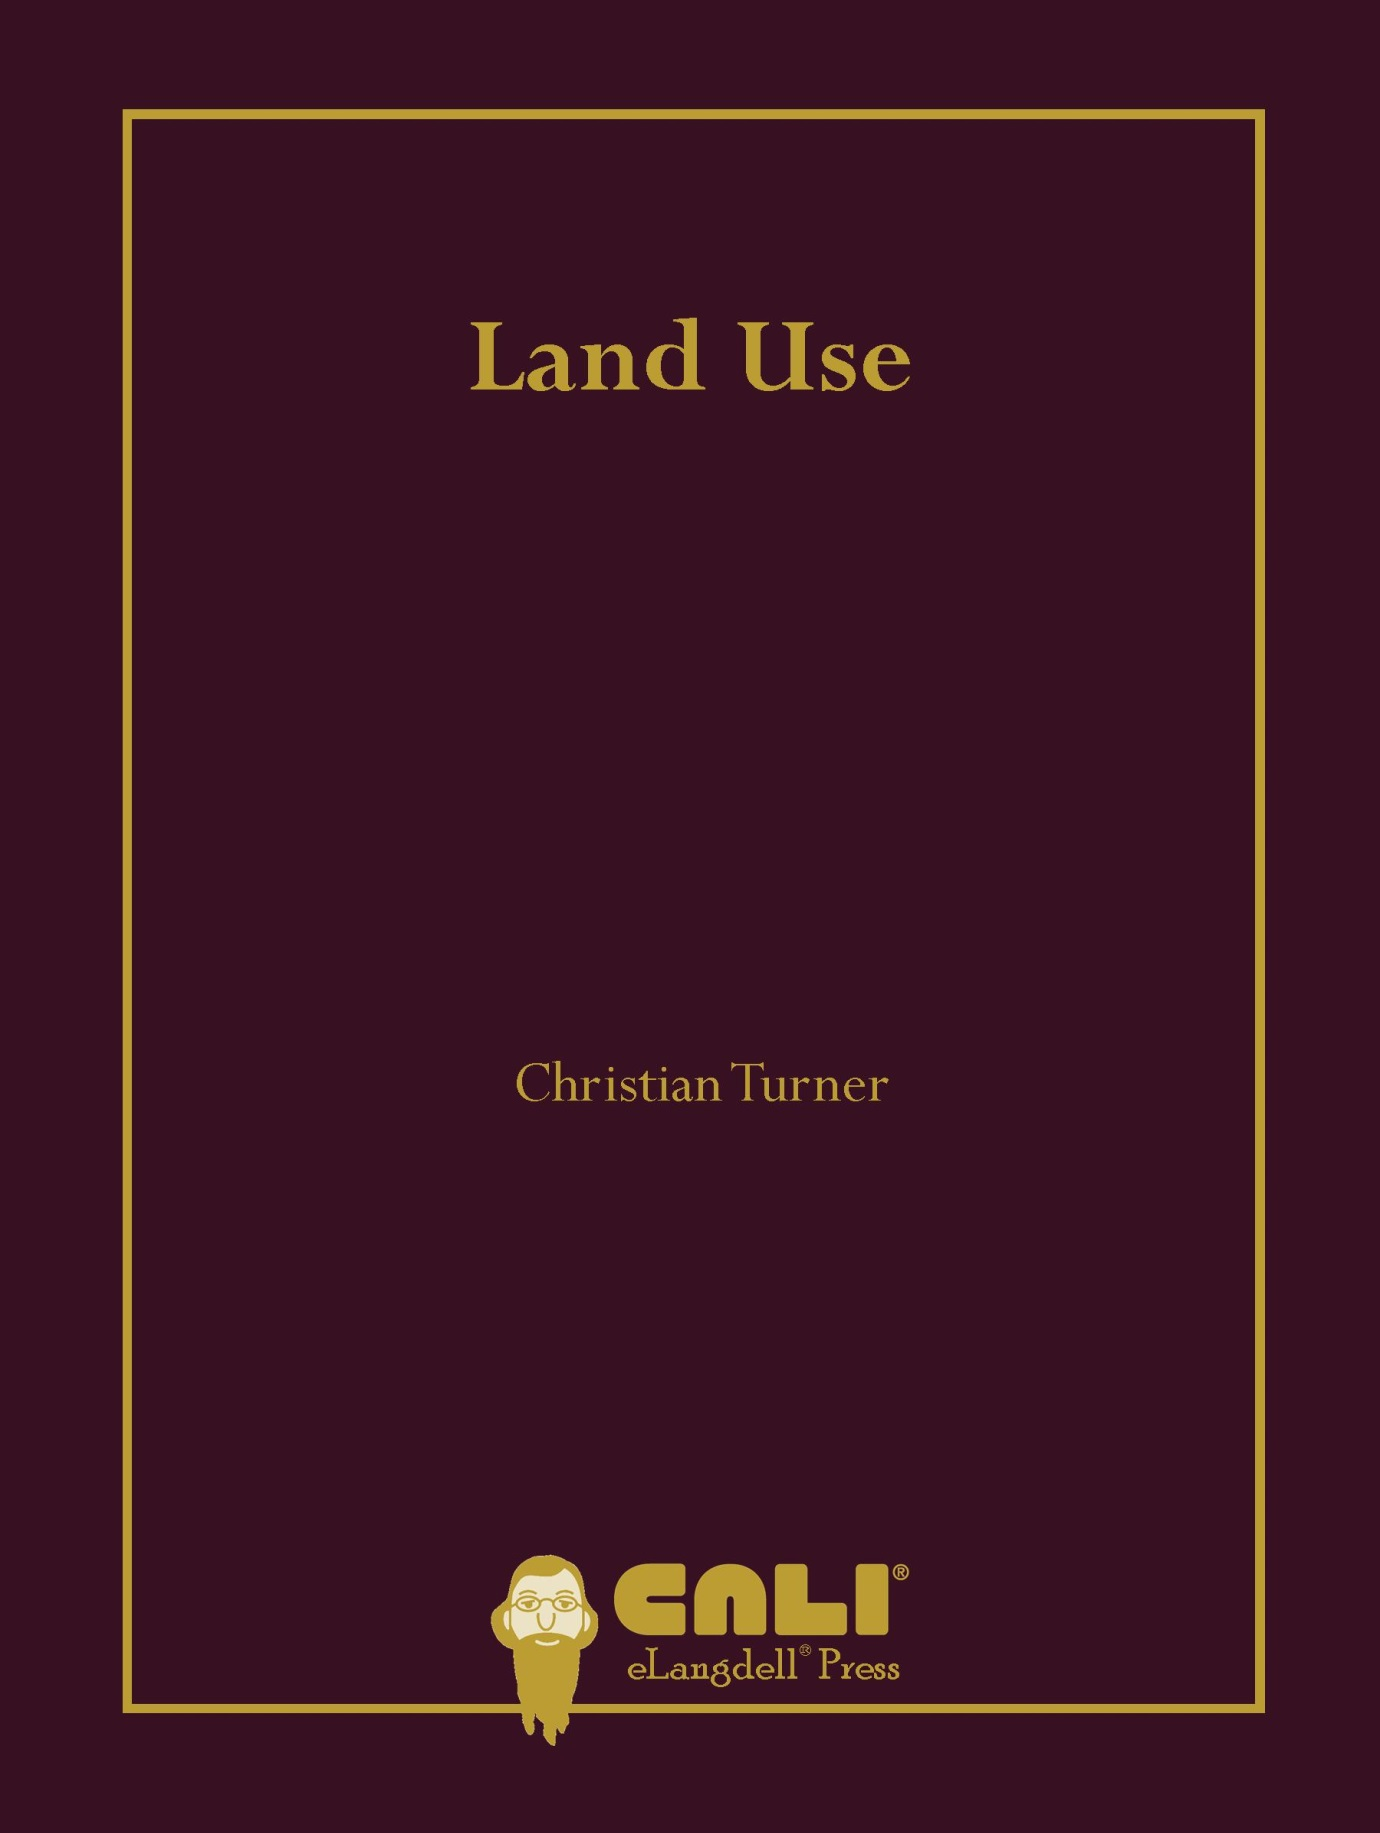 Land Use
Christian Turner
CALI®
eLangdell® Press